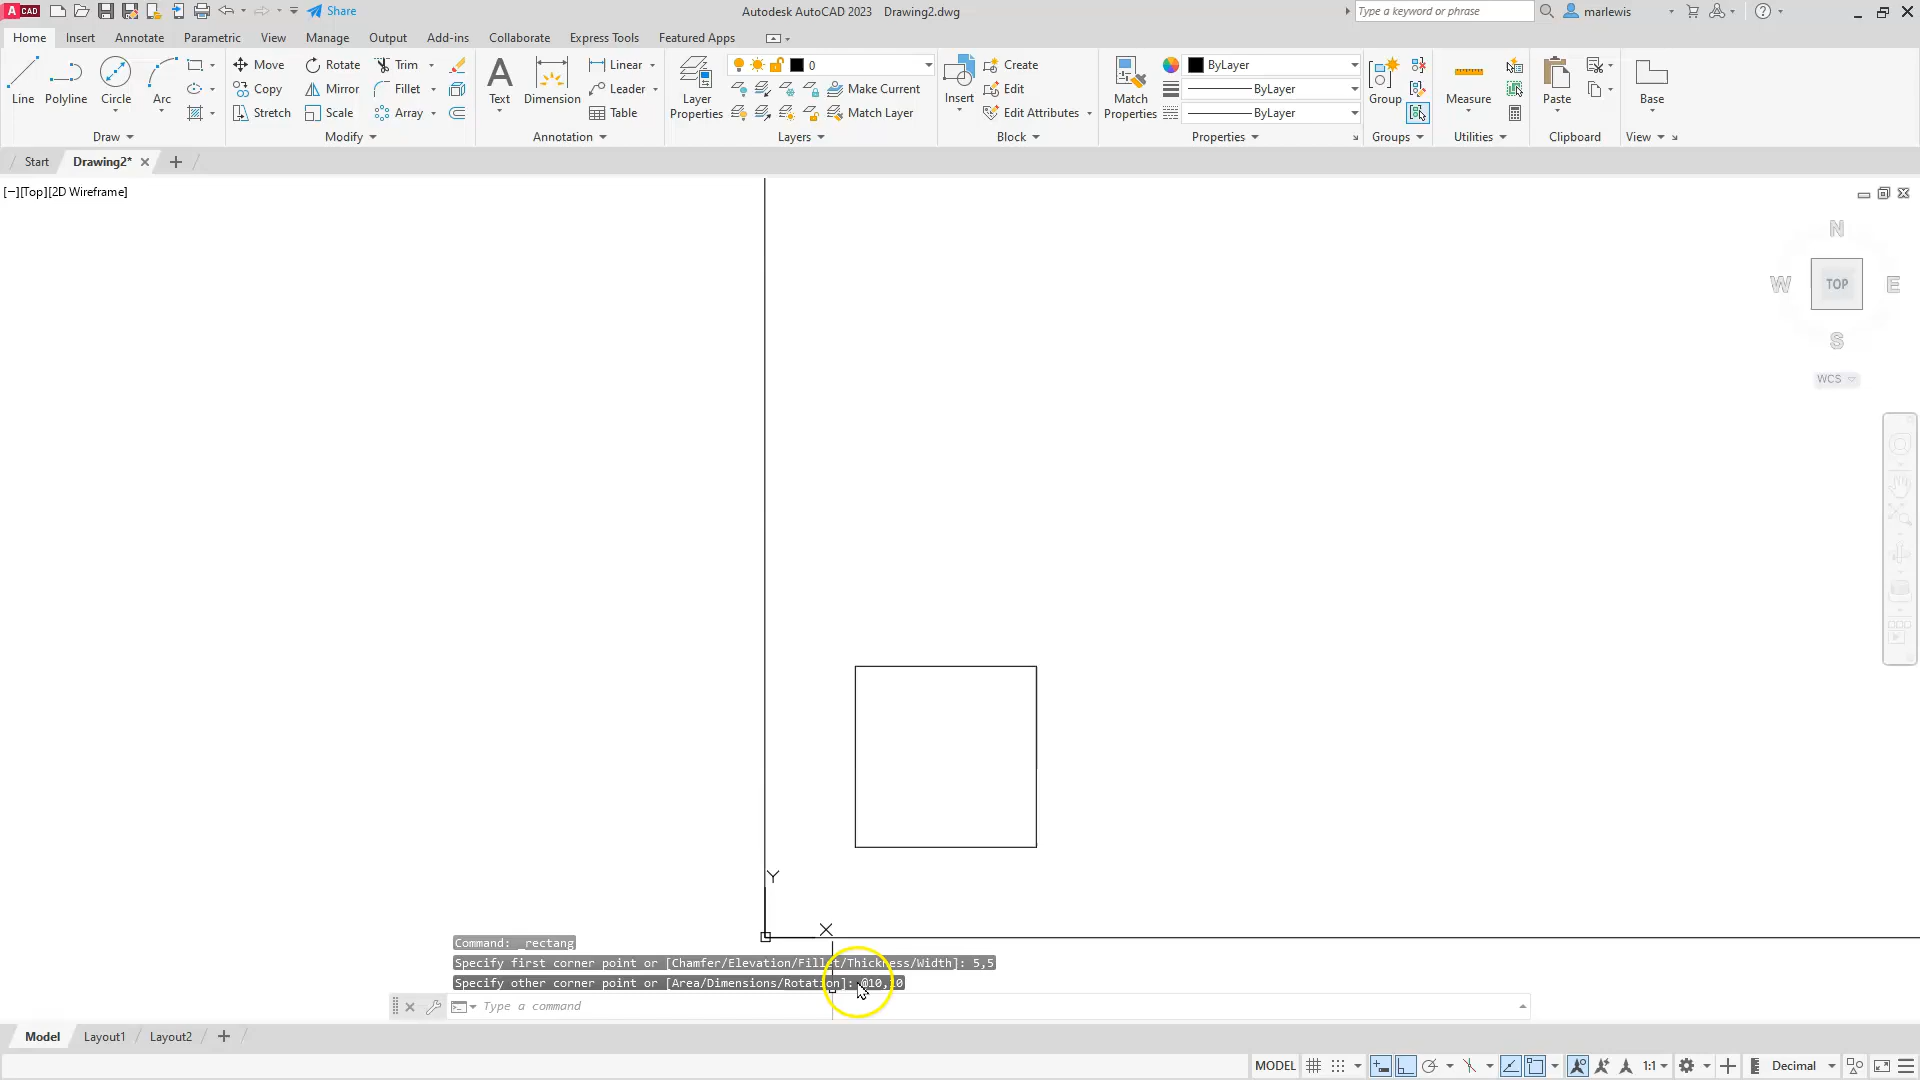 A CAD Share Autodesk AutoCAD 2023 Drawing2.dwg Type a keyword or phrase marlewis
Home Insert Annotate Parametric View Manage Output Add-ins Collaborate Express Tools Featured Apps
Move Rotate Trim Linear 0 Create ByLayer
Line Polyline Circle Arc Copy Mirror Fillet Text Dimension Leader Layer Properties Make Current Insert Edit Match Properties ByLayer Group Measure Paste Base
Stretch Scale Array Table Match Layer Edit Attributes ByLayer
Draw Modify Annotation Layers Block Properties Groups Utilities Clipboard View
Start Drawing2*
[−][Top][2D Wireframe]
N
W TOP E
S
WCS
Y
X
Command: _rectang
Specify first corner point or [Chamfer/Elevation/Fillet/Thickness/Width]: 5,5
Specify other corner point or [Area/Dimensions/Rotation]: @10,10
Type a command
Model Layout1 Layout2
MODEL 1:1 Decimal